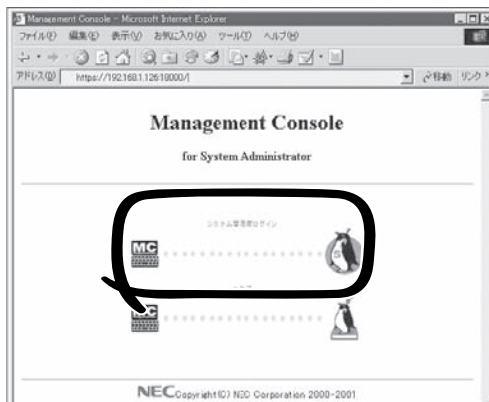 Management Console - Microsoft Internet Explorer
ファイル(F) 編集(E) 表示(V) お気に入り(A) ツール(T) ヘルプ(H)
アドレス(D) https://192.168.1.126:18000/ 移動 リンク
Management Console
for System Administrator
システム管理者ログイン
MC
NEC Copyright(C) NEC Corporation 2000-2001